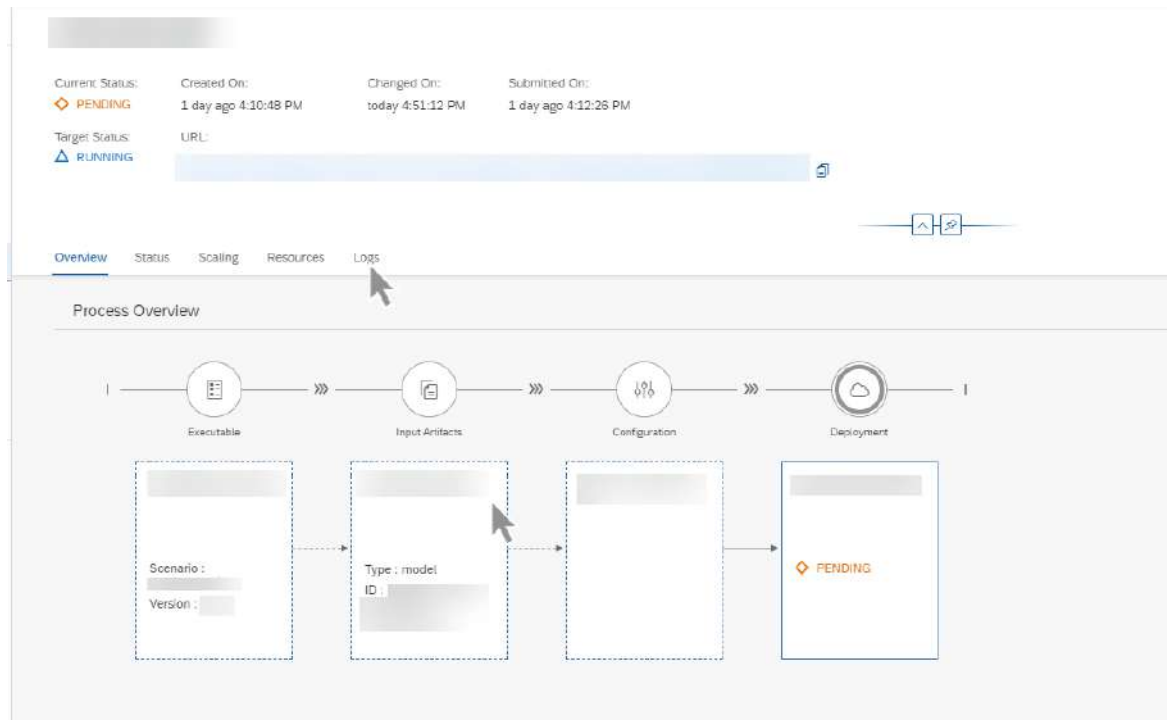 Current Status:
Created On:
Changed On:
Submitted On:
PENDING
1 day ago 4:10:48 PM
today 4:51:12 PM
1 day ago 4:12:26 PM
Target Status:
URL:
RUNNING
Overview
Status
Scaling
Resources
Logs
Process Overview
Executable
Input Artifacts
Configuration
Deployment
Scenario :
Version :
Type : model
ID :
PENDING